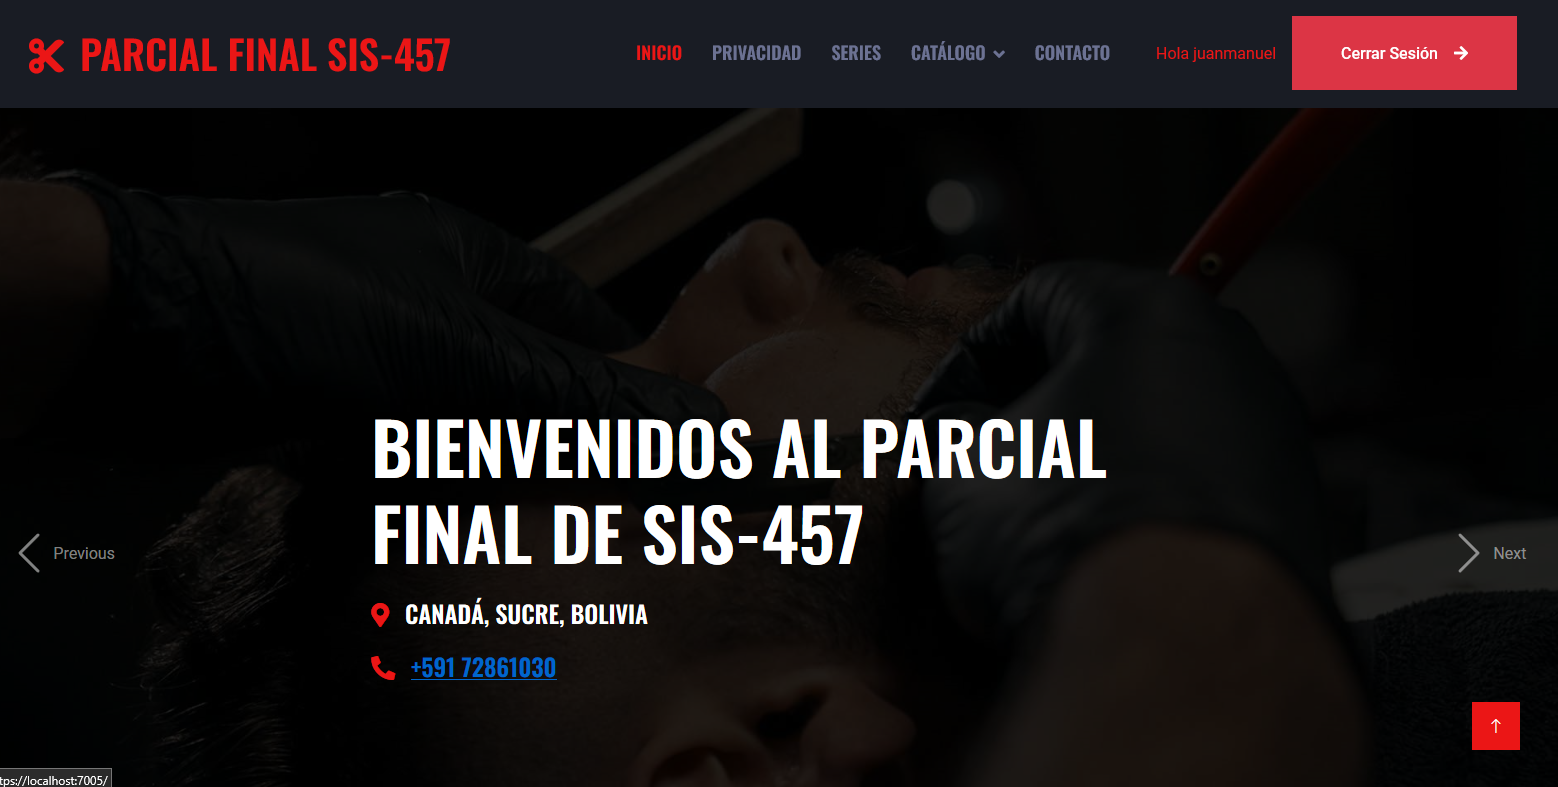 PARCIAL FINAL SIS-457
INICIO PRIVACIDAD SERIES CATÁLOGO CONTACTO Hola juanmanuel Cerrar Sesión
BIENVENIDOS AL PARCIAL
FINAL DE SIS-457
Previous
Next
CANADÁ, SUCRE, BOLIVIA
+591 72861030
tps://localhost:7005/